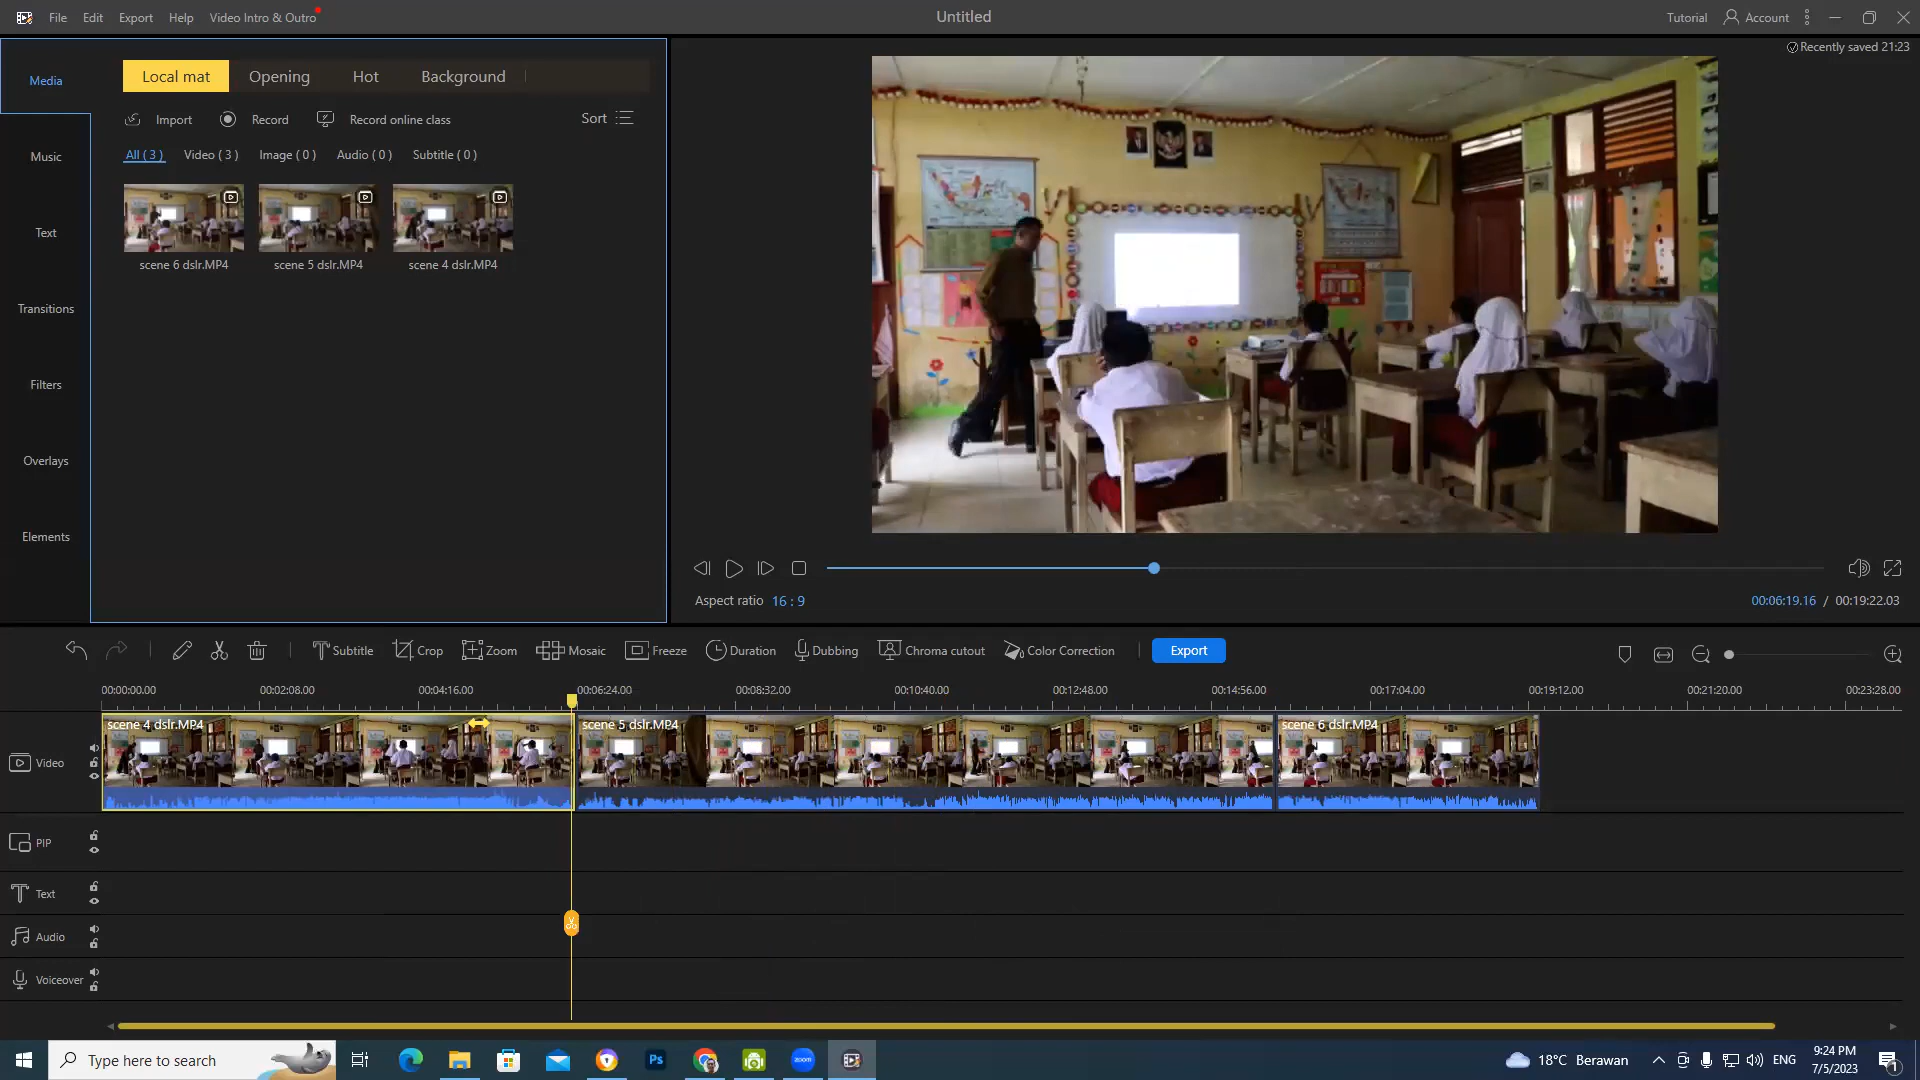 File Edit Export Help Video Intro & Outro Untitled Tutorial Account
Recently saved 21:23
Media
Local mat Opening Hot Background
Import Record Record online class Sort
All ( 3 ) Video ( 3 ) Image ( 0 ) Audio ( 0 ) Subtitle ( 0 )
scene 6 dslr.MP4 scene 5 dslr.MP4 scene 4 dslr.MP4
Music
Text
Transitions
Filters
Overlays
Elements
Aspect ratio 16 : 9 00:06:19.16 / 00:19:22.03
Subtitle Crop Zoom Mosaic Freeze Duration Dubbing Chroma cutout Color Correction Export
00:00:00.00 00:02:08.00 00:04:16.00 00:06:24.00 00:08:32.00 00:10:40.00 00:12:48.00 00:14:56.00 00:17:04.00 00:19:12.00 00:21:20.00 00:23:28.00
scene 4 dslr.MP4 scene 5 dslr.MP4 scene 6 dslr.MP4
Video
PIP
Text
Audio
Voiceover
Type here to search Ps zoom 18°C Berawan ENG 9:24 PM
7/5/2023 1